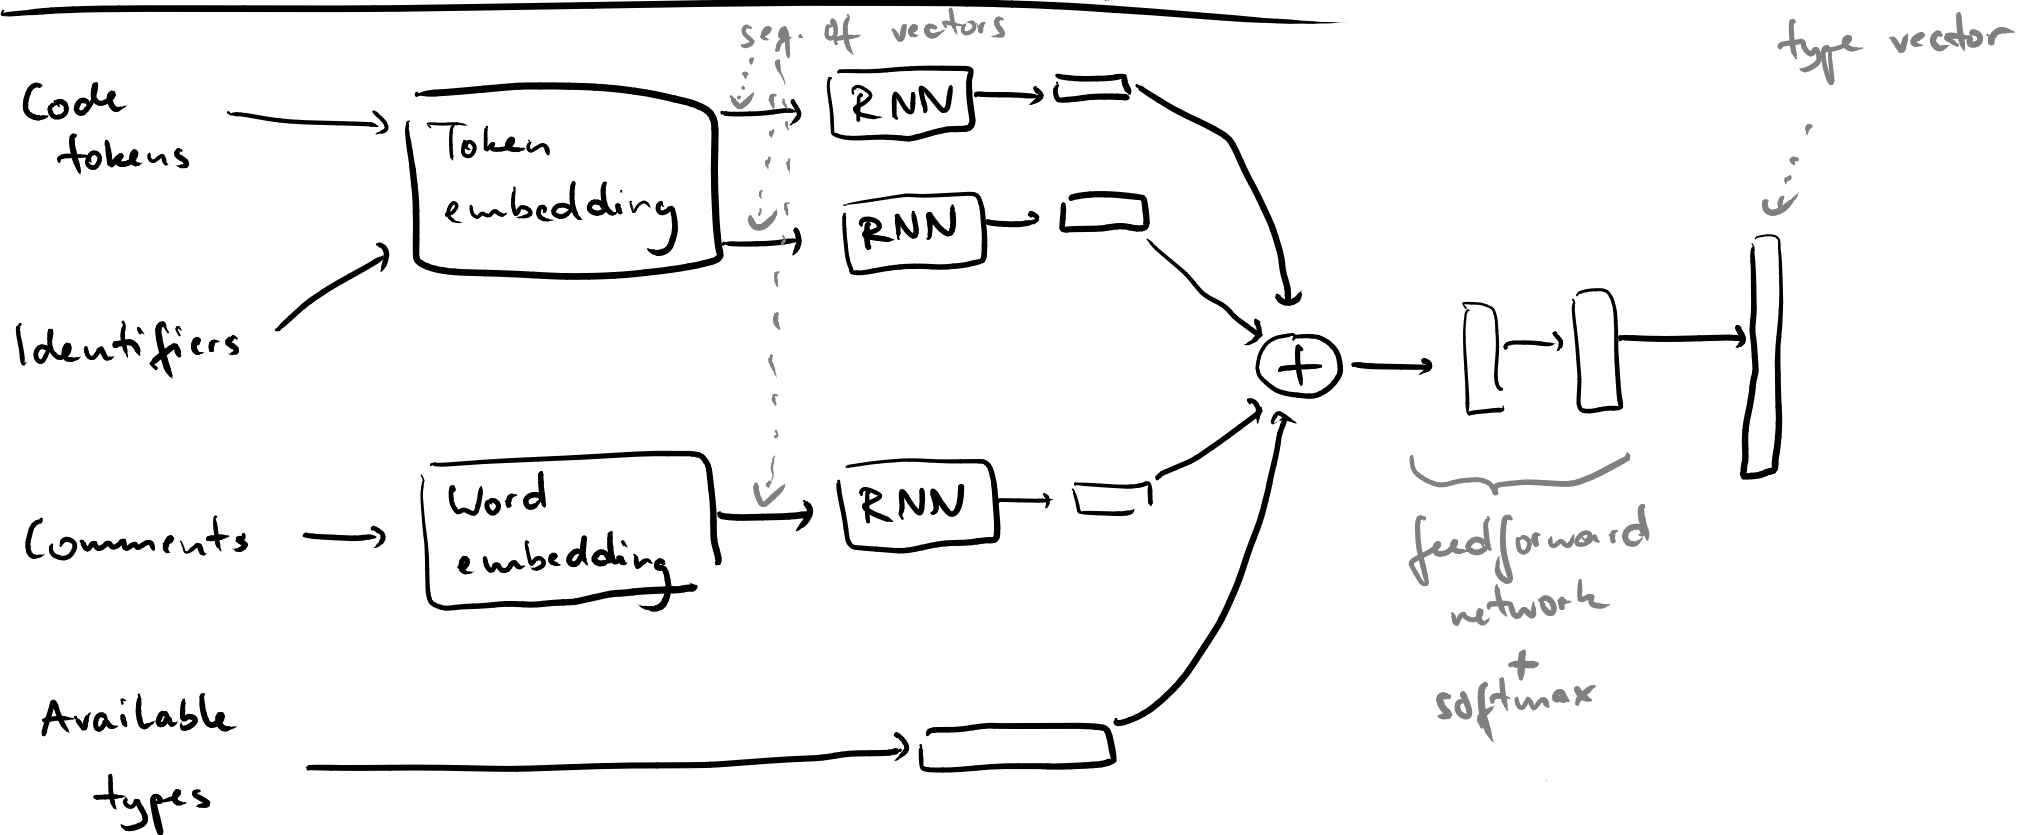 seq. of vectors
type vector
Code
tokens
Token
embedding
RNN
RNN
Identifiers
+
Comments
Word
embedding
RNN
feedforward
network
+
softmax
Available
types